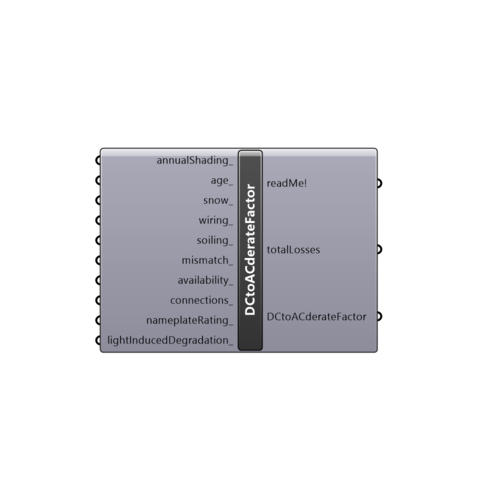 annualShading_
age_
snow_
wiring_
soiling_
mismatch_
availability_
connections_
nameplateRating_
lightInducedDegradation_
DCtoACderateFactor
readMe!
totalLosses
DCtoACderateFactor